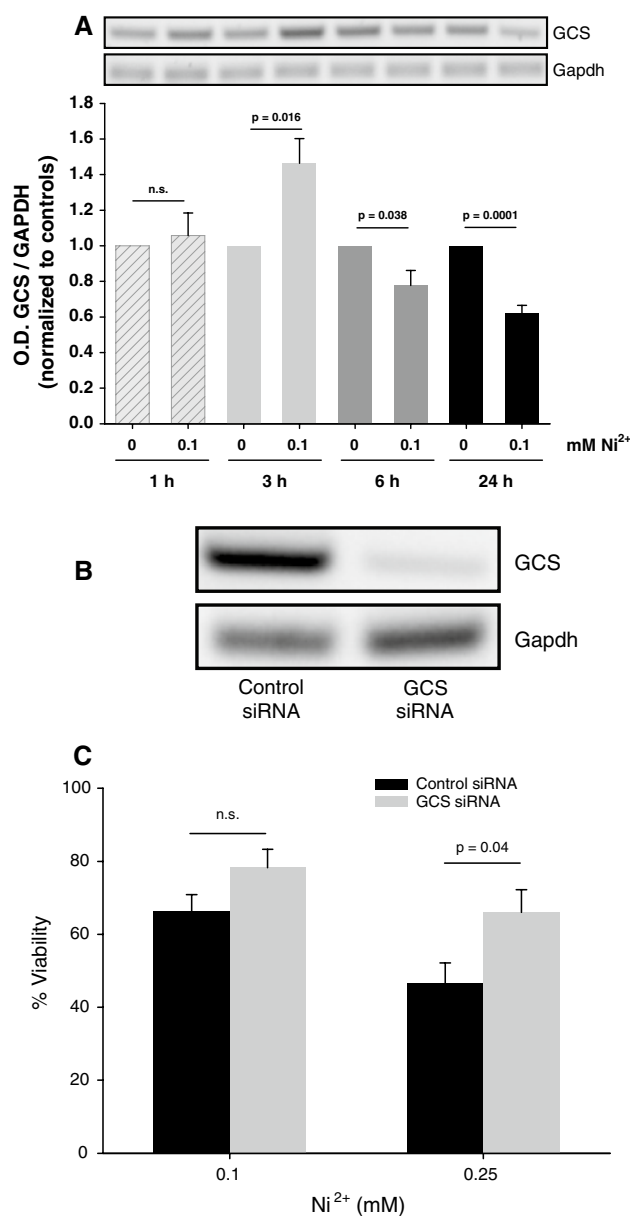 A
GCS
Gapdh
O.D. GCS / GAPDH
(normalized to controls)
1.8
1.6
1.4
1.2
1.0
0.8
0.6
0.4
0.2
0.0
n.s.
p = 0.016
p = 0.038
p = 0.0001
0 0.1 0 0.1 0 0.1 0 0.1 mM Ni²⁺
1 h 3 h 6 h 24 h
B
GCS
Gapdh
Control siRNA
GCS siRNA
C
Control siRNA
GCS siRNA
% Viability
100
80
60
40
20
0
n.s.
p = 0.04
0.1 0.25
Ni²⁺ (mM)